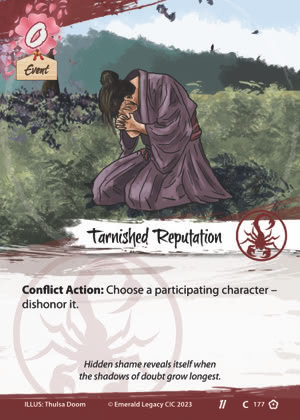 0
Event
Tarnished Reputation
Conflict Action: Choose a participating character –
dishonor it.
Hidden shame reveals itself when
the shadows of doubt grow longest.
ILLUS: Thulsa Doom © Emerald Legacy CIC 2023 C 177